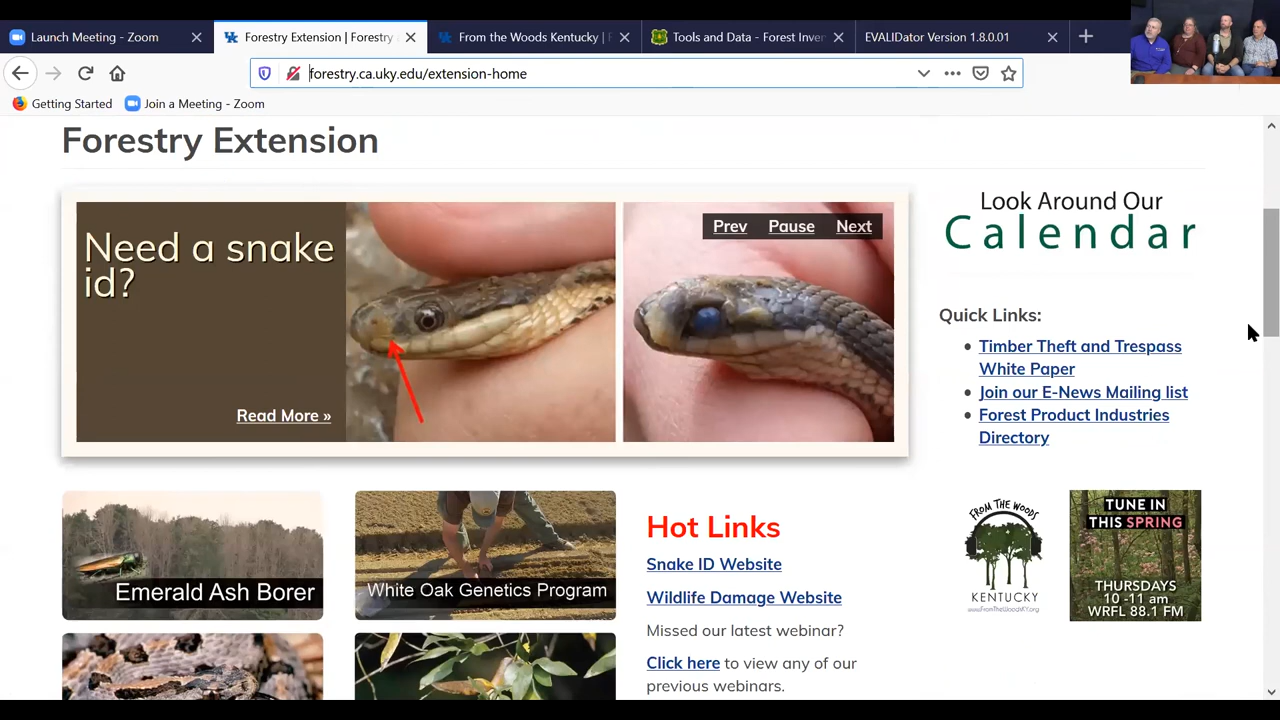 Launch Meeting - Zoom
Forestry Extension | Forestry
From the Woods Kentucky | F
Tools and Data - Forest Inven
EVALIDator Version 1.8.0.01
forestry.ca.uky.edu/extension-home
Getting Started
Join a Meeting - Zoom
Forestry Extension
Need a snake
id?
Read More »
Prev Pause Next
Look Around Our
Calendar
Quick Links:
Timber Theft and Trespass
White Paper
Join our E-News Mailing list
Forest Product Industries
Directory
Emerald Ash Borer
White Oak Genetics Program
Hot Links
Snake ID Website
Wildlife Damage Website
Missed our latest webinar?
Click here to view any of our
previous webinars.
FROM THE WOODS
KENTUCKY
www.FromTheWoodsKY.org
TUNE IN
THIS SPRING
THURSDAYS
10 -11 am
WRFL 88.1 FM